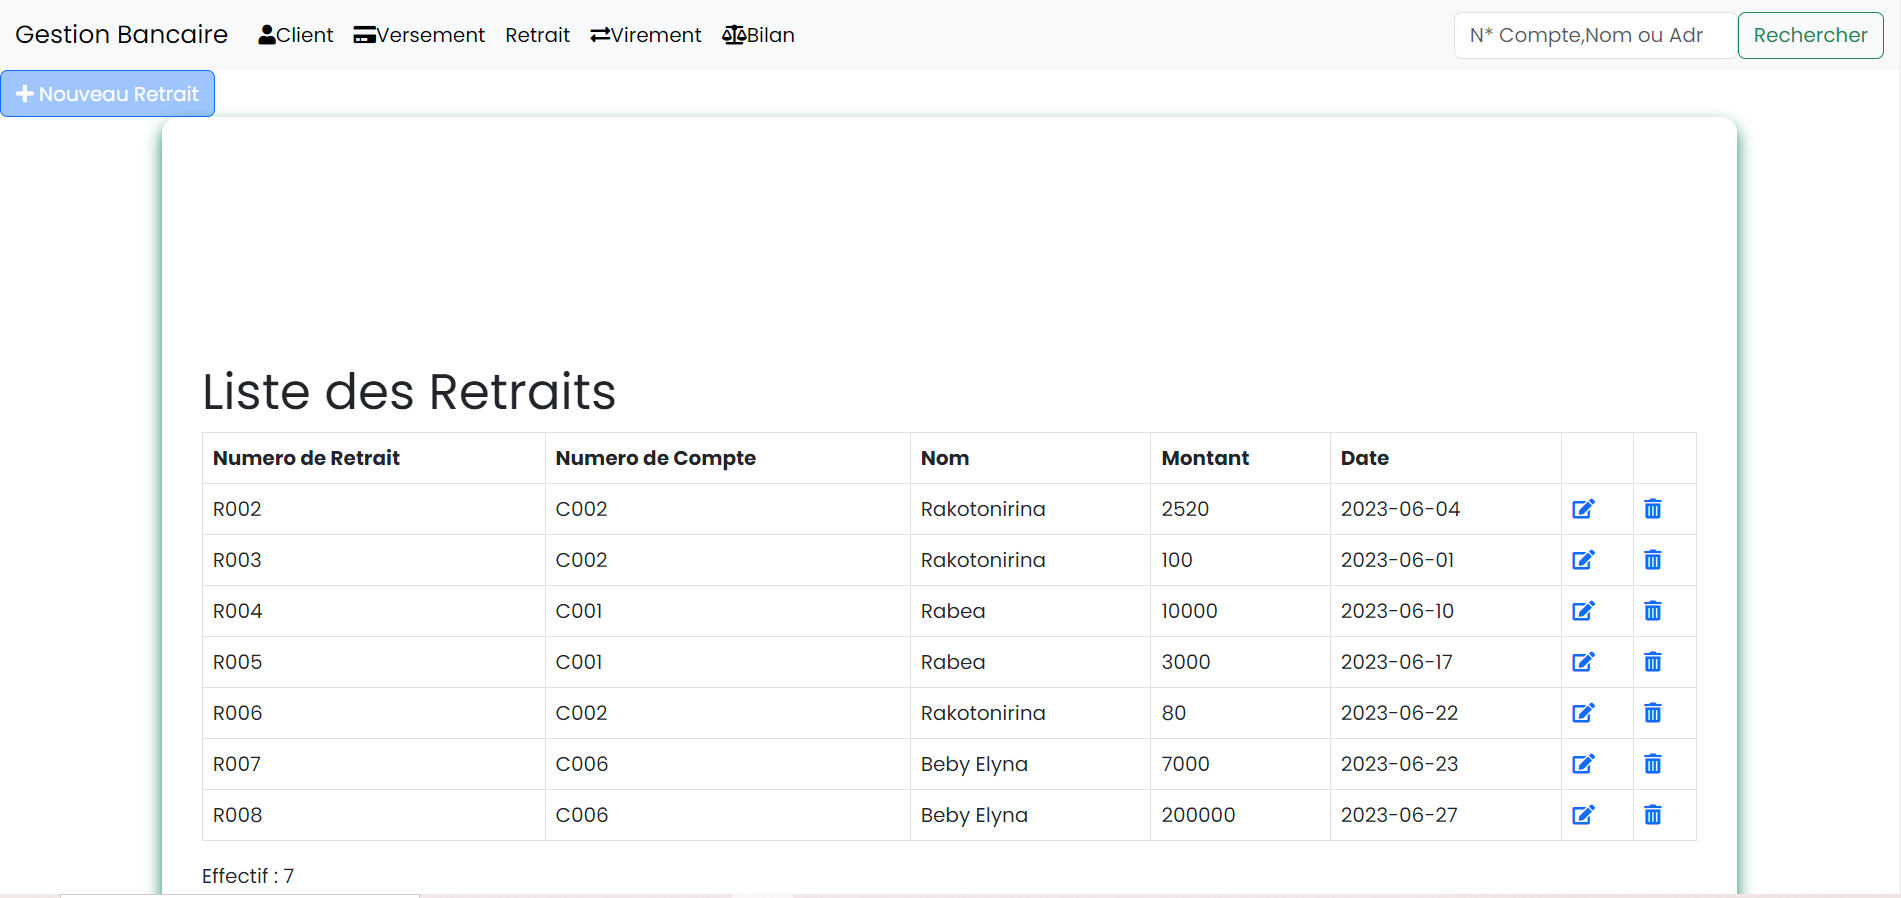 Gestion Bancaire Client Versement Retrait Virement Bilan N* Compte,Nom ou Adr Rechercher
Nouveau Retrait
Liste des Retraits
Numero de Retrait Numero de Compte Nom Montant Date
R002 C002 Rakotonirina 2520 2023-06-04
R003 C002 Rakotonirina 100 2023-06-01
R004 C001 Rabea 10000 2023-06-10
R005 C001 Rabea 3000 2023-06-17
R006 C002 Rakotonirina 80 2023-06-22
R007 C006 Beby Elyna 7000 2023-06-23
R008 C006 Beby Elyna 200000 2023-06-27
Effectif : 7